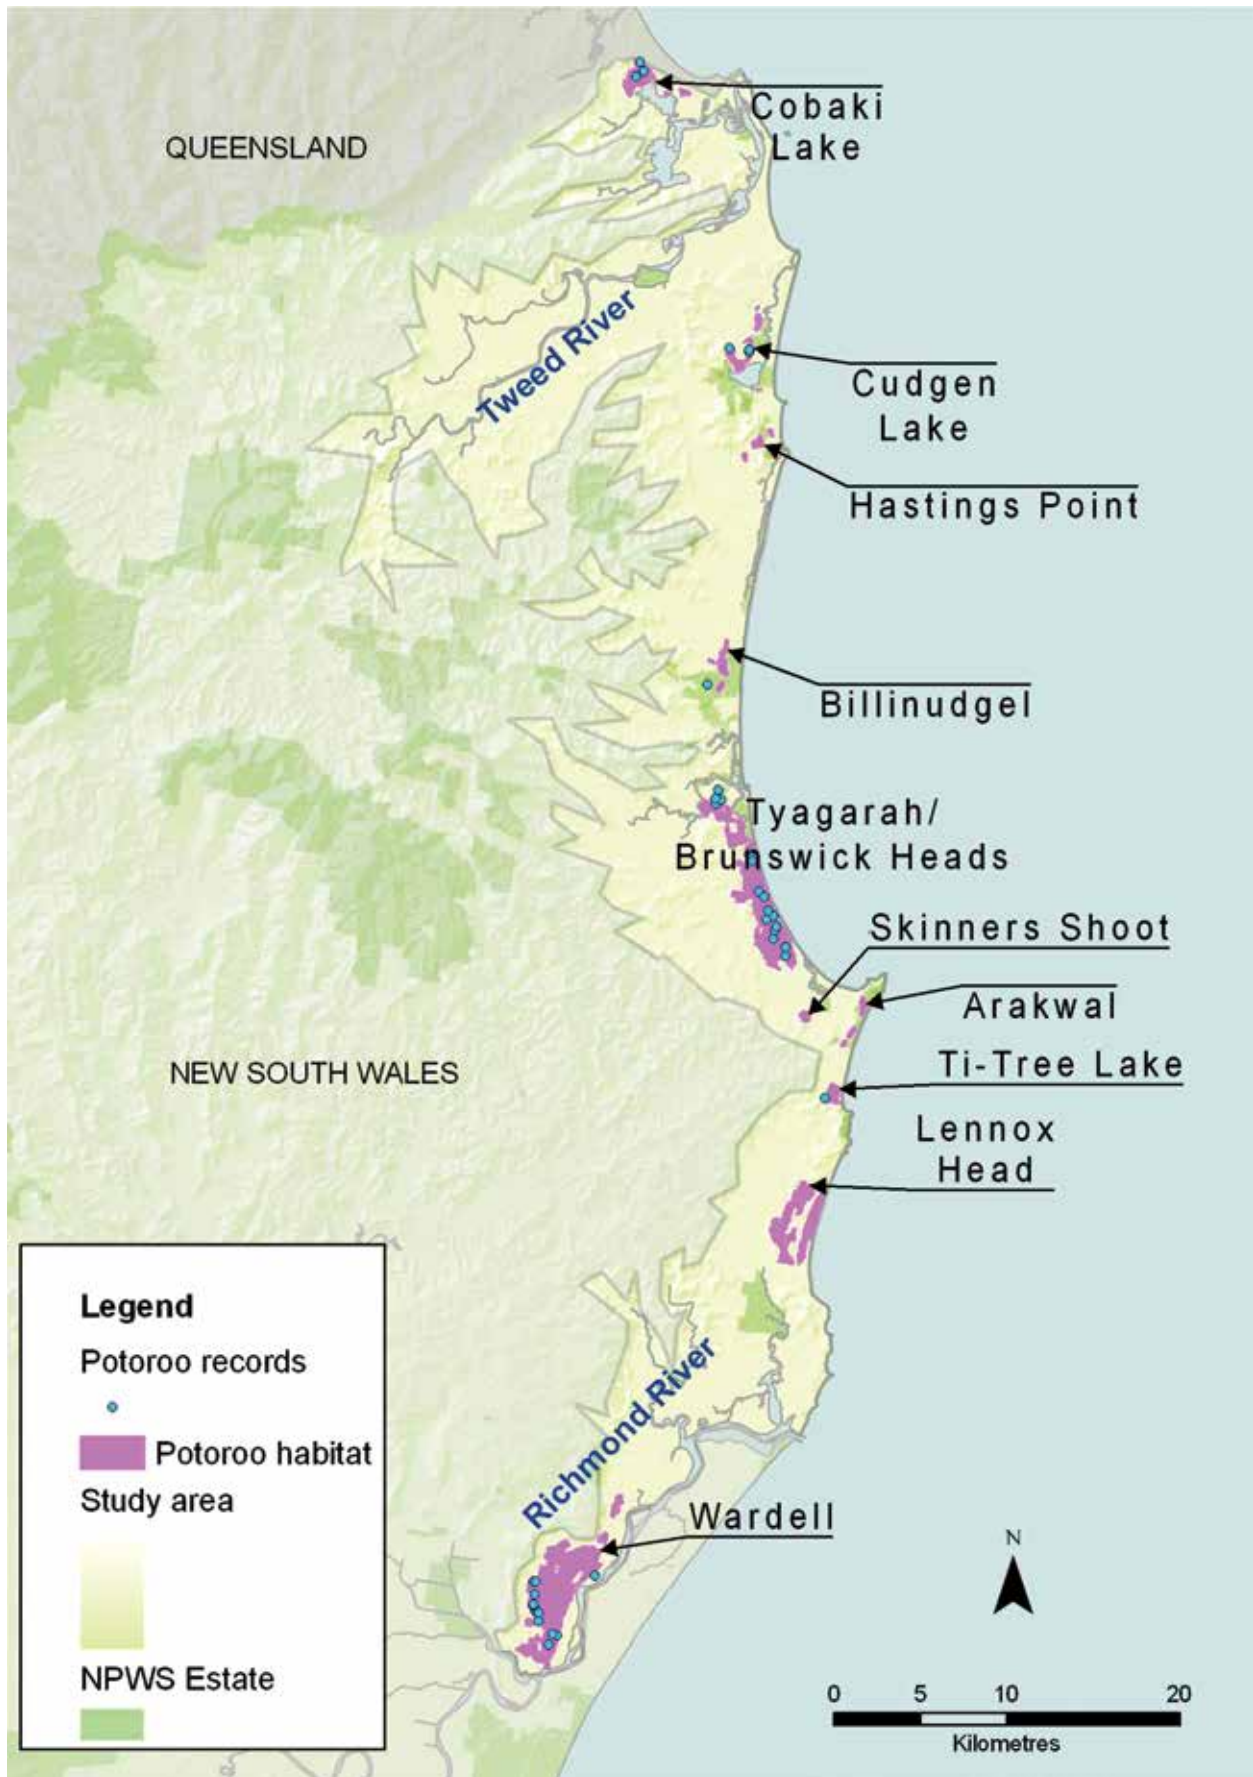 Cobaki
Lake
QUEENSLAND
Tweed River
Cudgen
Lake
Hastings Point
Billinudgel
Tyagarah/
Brunswick Heads
Skinners Shoot
Arakwal
NEW SOUTH WALES
Ti-Tree Lake
Lennox
Head
Richmond River
Wardell
Legend
Potoroo records
Potoroo habitat
Study area
NPWS Estate
N
0 5 10 20
Kilometres